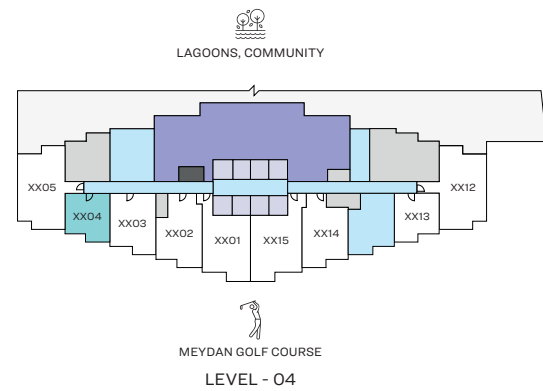 LAGOONS, COMMUNITY
XX05
XX12
XX04
XX03
XX02
XX01
XX15
XX14
XX13
MEYDAN GOLF COURSE
LEVEL - 04